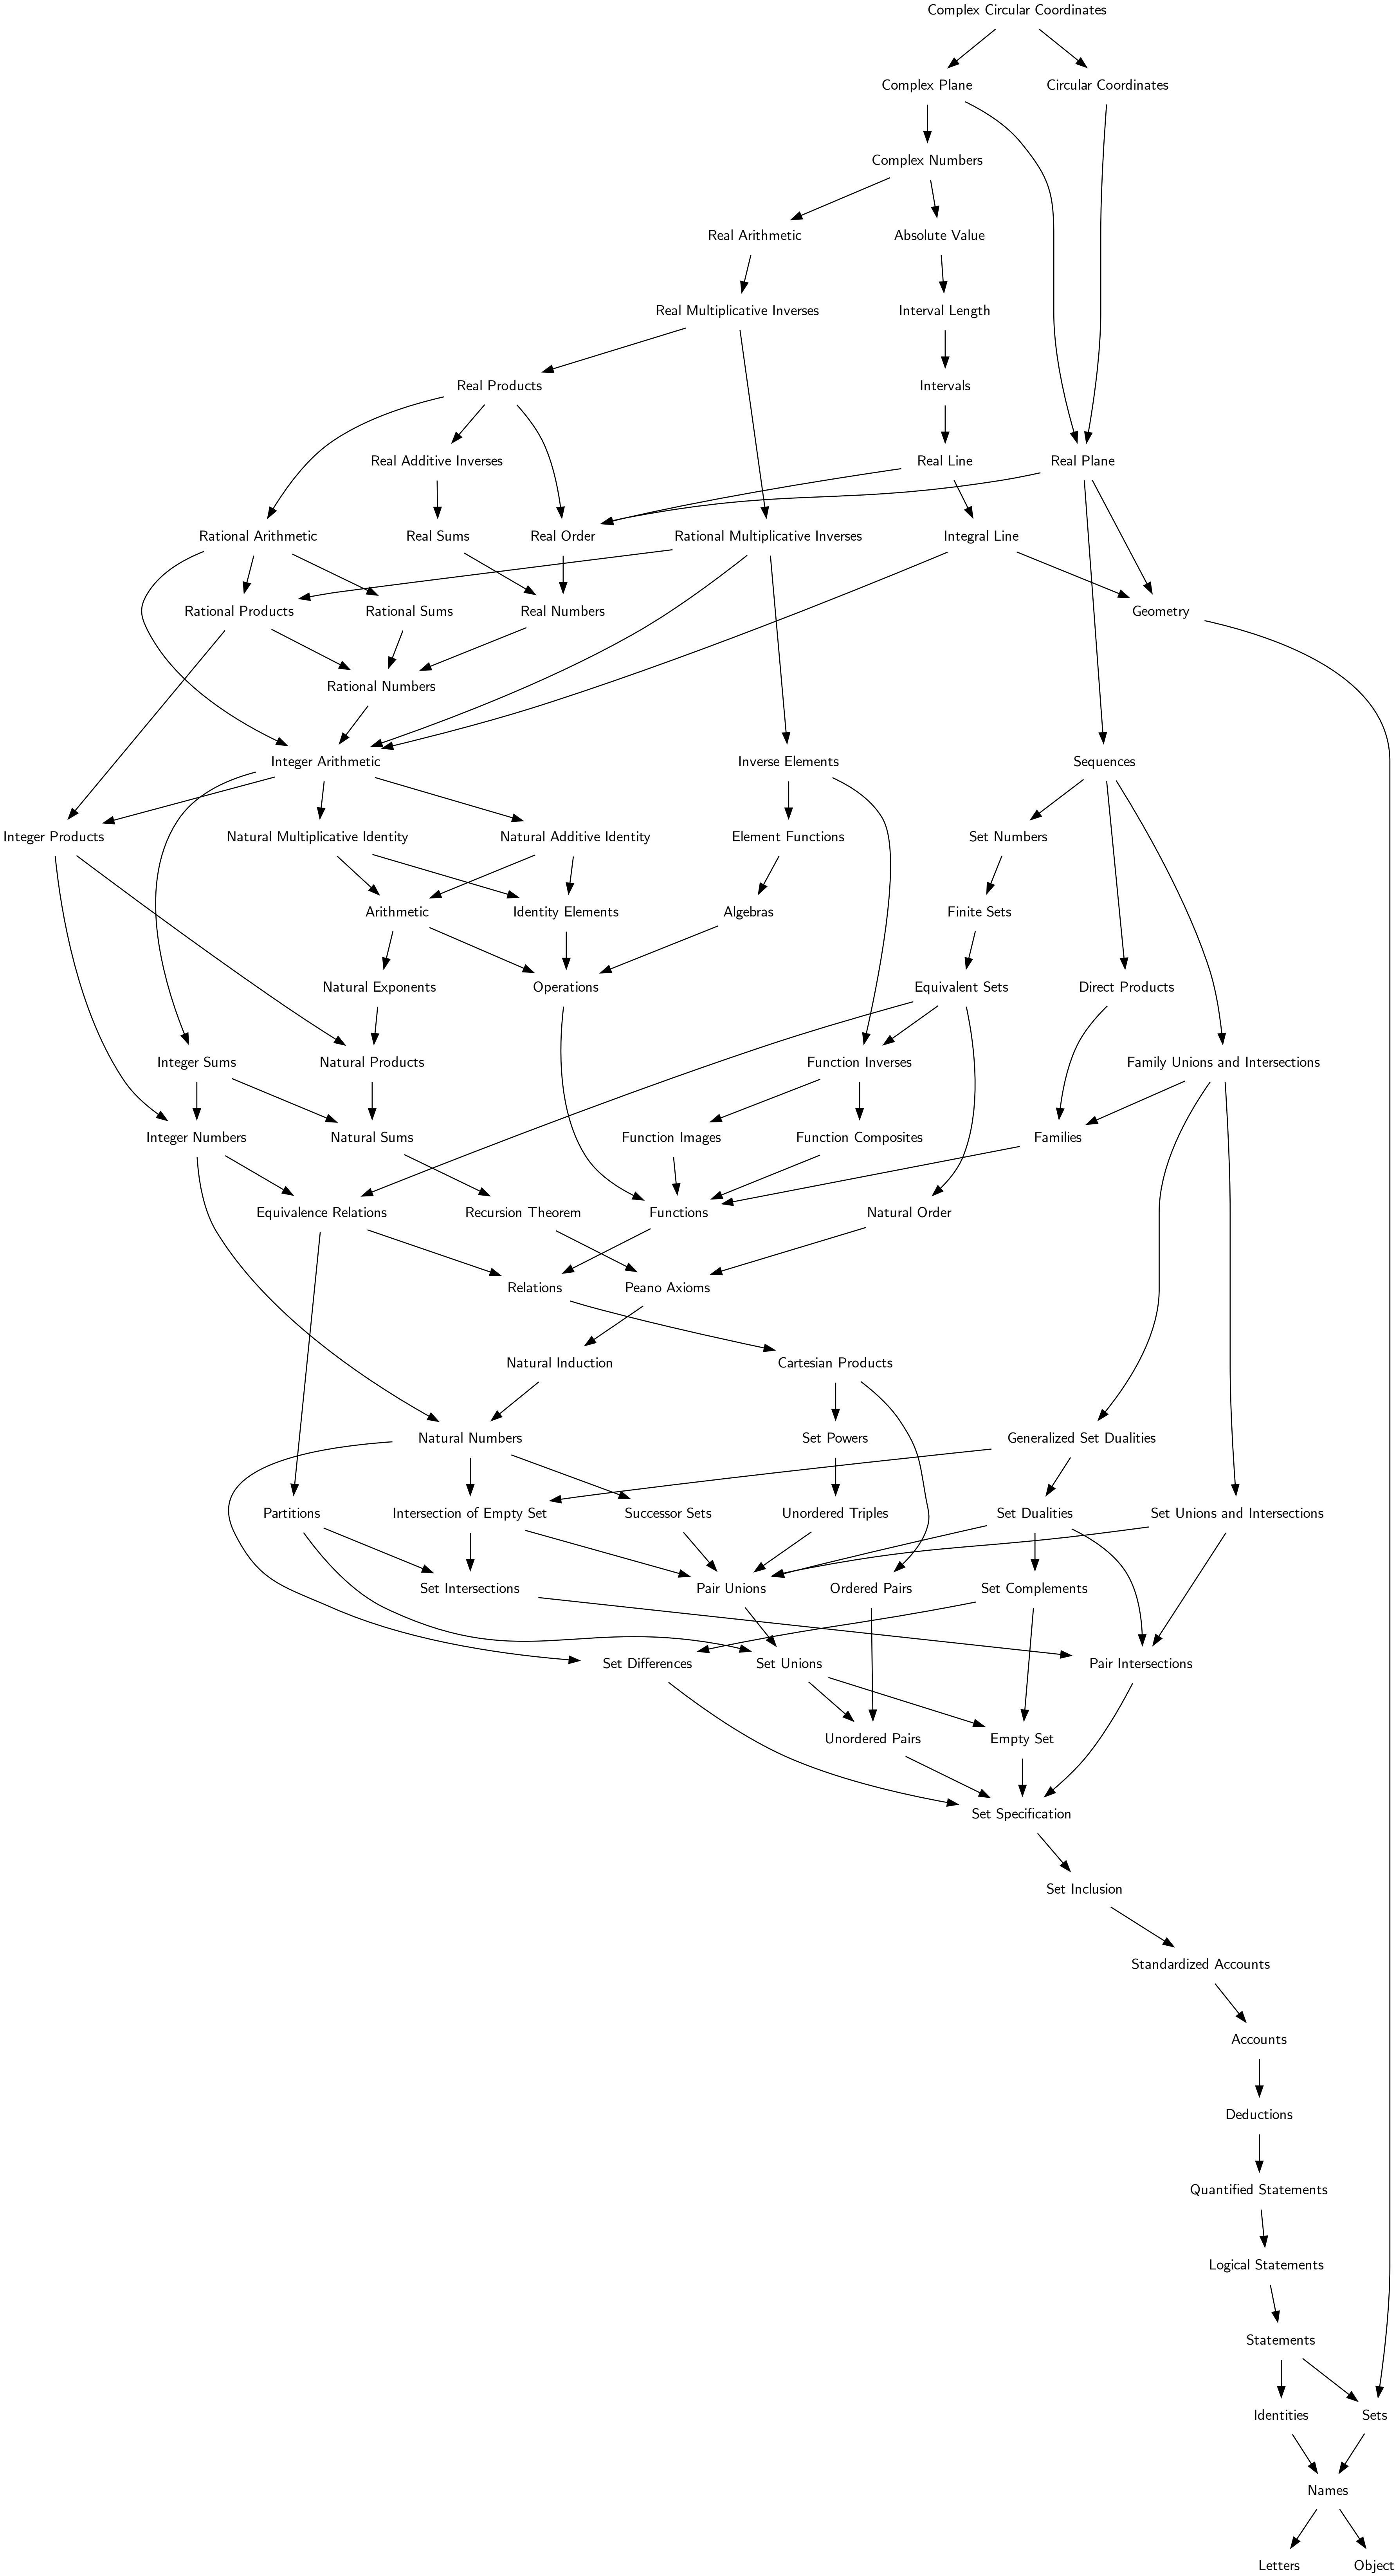 Complex Circular Coordinates
Complex Plane
Circular Coordinates
Complex Numbers
Real Arithmetic
Absolute Value
Real Multiplicative Inverses
Interval Length
Real Products
Intervals
Real Additive Inverses
Real Line
Real Plane
Rational Arithmetic
Real Sums
Real Order
Rational Multiplicative Inverses
Integral Line
Rational Products
Rational Sums
Real Numbers
Geometry
Rational Numbers
Integer Arithmetic
Inverse Elements
Sequences
Integer Products
Natural Multiplicative Identity
Natural Additive Identity
Element Functions
Set Numbers
Arithmetic
Identity Elements
Algebras
Finite Sets
Natural Exponents
Operations
Equivalent Sets
Direct Products
Integer Sums
Natural Products
Function Inverses
Family Unions and Intersections
Integer Numbers
Natural Sums
Function Images
Function Composites
Families
Equivalence Relations
Recursion Theorem
Functions
Natural Order
Relations
Peano Axioms
Natural Induction
Cartesian Products
Natural Numbers
Set Powers
Generalized Set Dualities
Partitions
Intersection of Empty Set
Successor Sets
Unordered Triples
Set Dualities
Set Unions and Intersections
Set Intersections
Pair Unions
Ordered Pairs
Set Complements
Set Differences
Set Unions
Pair Intersections
Unordered Pairs
Empty Set
Set Specification
Set Inclusion
Standardized Accounts
Accounts
Deductions
Quantified Statements
Logical Statements
Statements
Identities
Sets
Names
Letters
Object